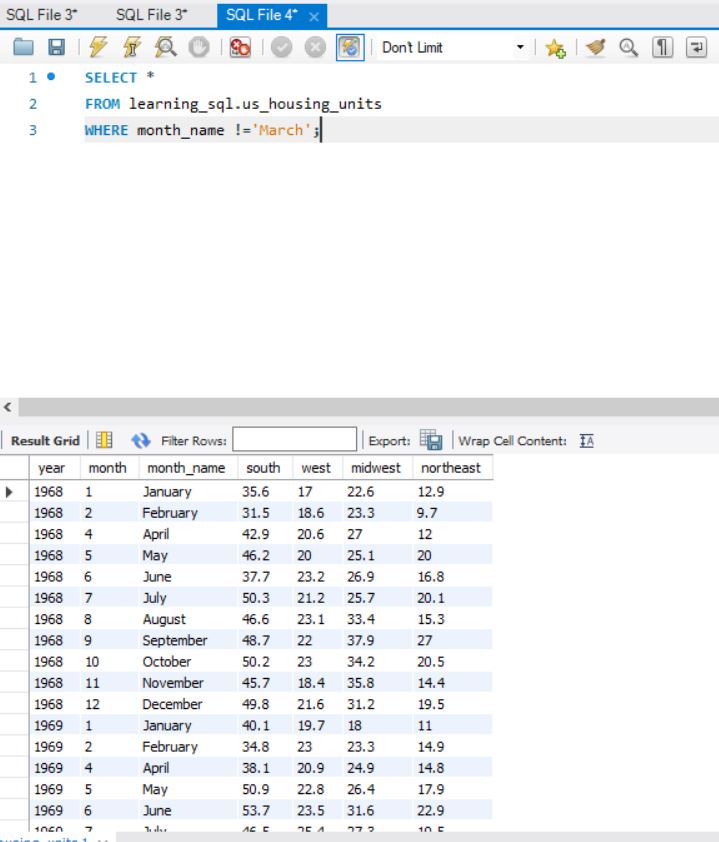 SQL File 3* SQL File 3* SQL File 4*
Don't Limit
1 SELECT *
2 FROM learning_sql.us_housing_units
3 WHERE month_name !='March';
Result Grid Filter Rows: Export: Wrap Cell Content: IA
year month month_name south west midwest northeast
1968 1 January 35.6 17 22.6 12.9
1968 2 February 31.5 18.6 23.3 9.7
1968 4 April 42.9 20.6 27 12
1968 5 May 46.2 20 25.1 20
1968 6 June 37.7 23.2 26.9 16.8
1968 7 July 50.3 21.2 25.7 20.1
1968 8 August 46.6 23.1 33.4 15.3
1968 9 September 48.7 22 37.9 27
1968 10 October 50.2 23 34.2 20.5
1968 11 November 45.7 18.4 35.8 14.4
1968 12 December 49.8 21.6 31.2 19.5
1969 1 January 40.1 19.7 18 11
1969 2 February 34.8 23 23.3 14.9
1969 4 April 38.1 20.9 24.9 14.8
1969 5 May 50.9 22.8 26.4 17.9
1969 6 June 53.7 23.5 31.6 22.9
1969 7 July